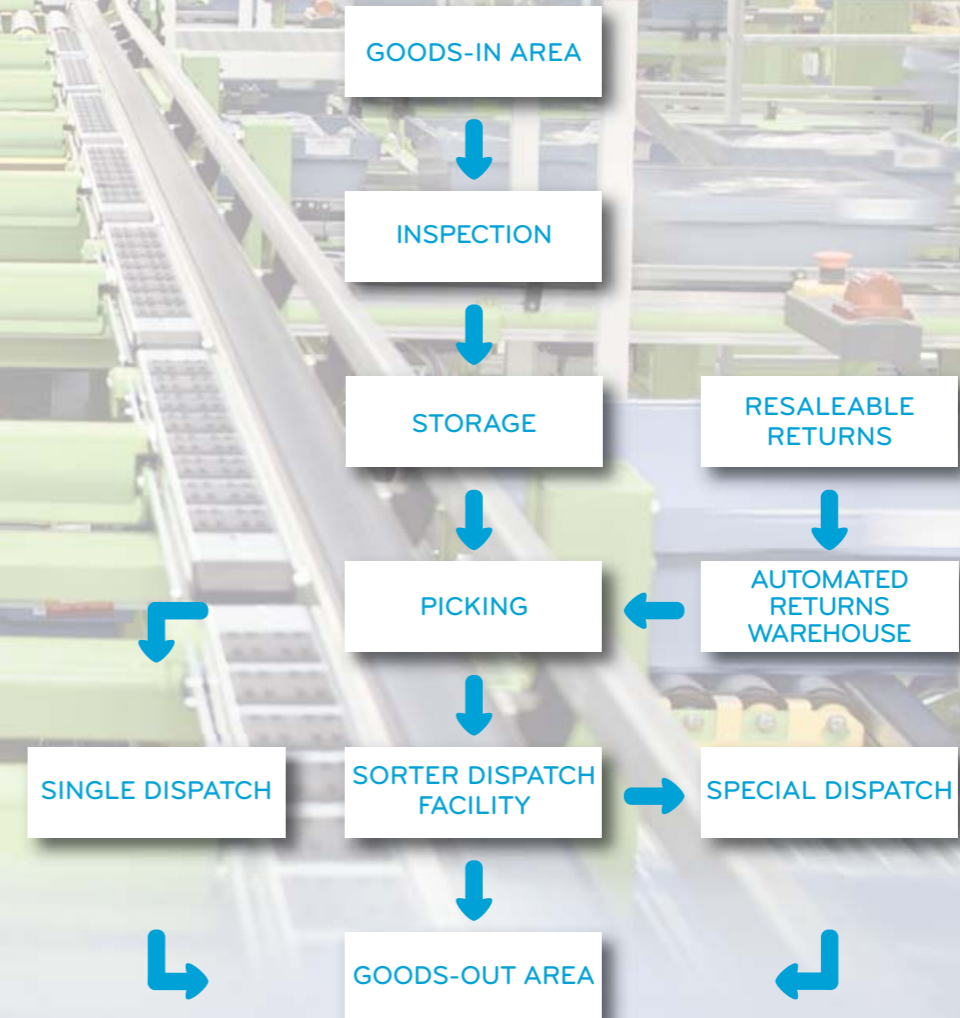 GOODS-IN AREA
INSPECTION
STORAGE
RESALEABLE
RETURNS
PICKING
AUTOMATED
RETURNS
WAREHOUSE
SINGLE DISPATCH
SORTER DISPATCH
FACILITY
SPECIAL DISPATCH
GOODS-OUT AREA